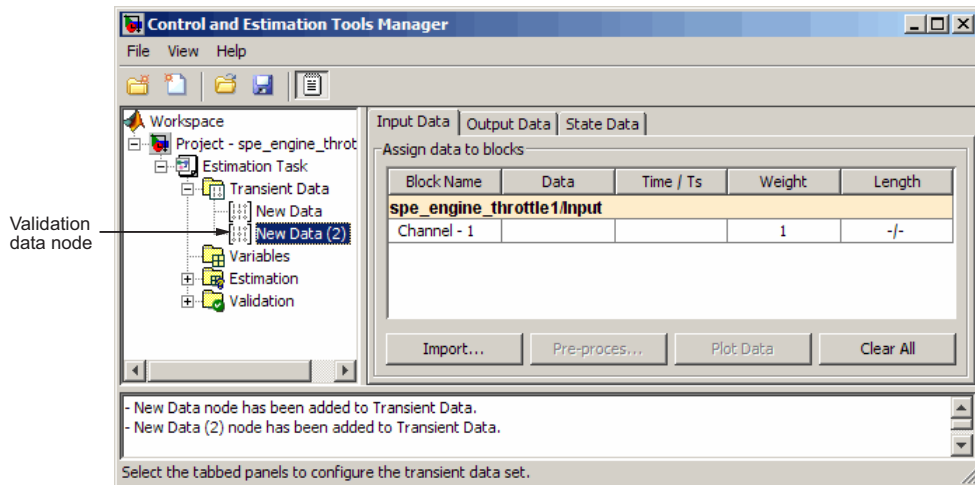 Control and Estimation Tools Manager
File View Help
Workspace
Project - spe_engine_throt
Estimation Task
Transient Data
New Data
New Data (2)
Variables
Estimation
Validation
Validation
data node
Input Data Output Data State Data
Assign data to blocks
Block Name Data Time / Ts Weight Length
spe_engine_throttle1/Input
Channel - 1 1 -/-
Import... Pre-proces... Plot Data Clear All
- New Data node has been added to Transient Data.
- New Data (2) node has been added to Transient Data.
Select the tabbed panels to configure the transient data set.